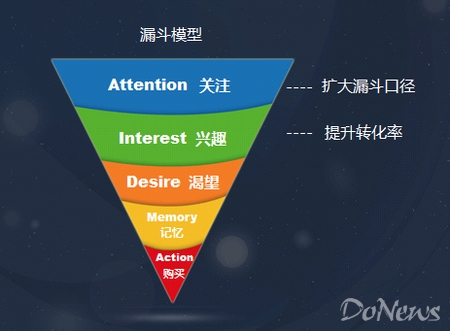 漏斗模型
Attention 关注 ---- 扩大漏斗口径
Interest 兴趣 ---- 提升转化率
Desire 渴望
Memory
记忆
Action
购买
DoNews